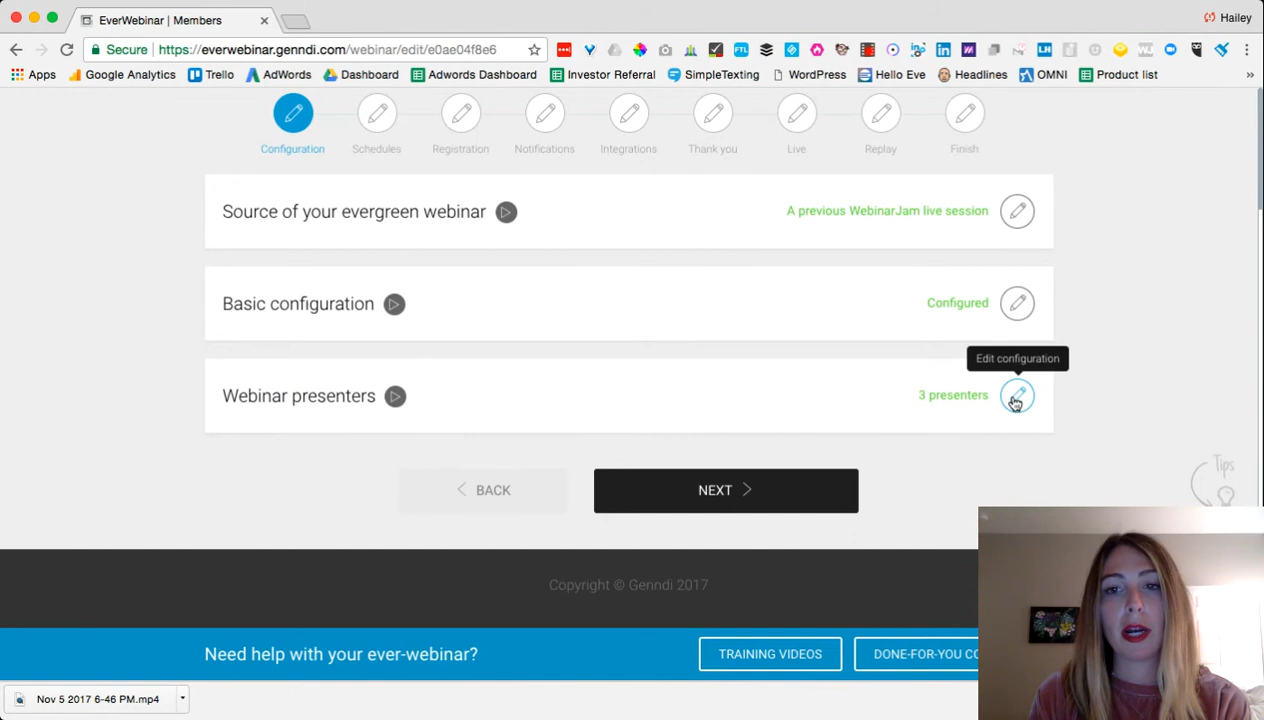 EverWebinar | Members
Hailey
Secure https://everwebinar.genndi.com/webinar/edit/e0ae04f8e6
Apps Google Analytics Trello AdWords Dashboard Adwords Dashboard Investor Referral SimpleTexting WordPress Hello Eve Headlines OMNI Product list »
Configuration Schedules Registration Notifications Integrations Thank you Live Replay Finish
Source of your evergreen webinar A previous WebinarJam live session
Basic configuration Configured
Edit configuration
Webinar presenters 3 presenters
BACK NEXT
Tips
Copyright © Genndi 2017
Need help with your ever-webinar? TRAINING VIDEOS DONE-FOR-YOU CO
Nov 5 2017 6-46 PM.mp4